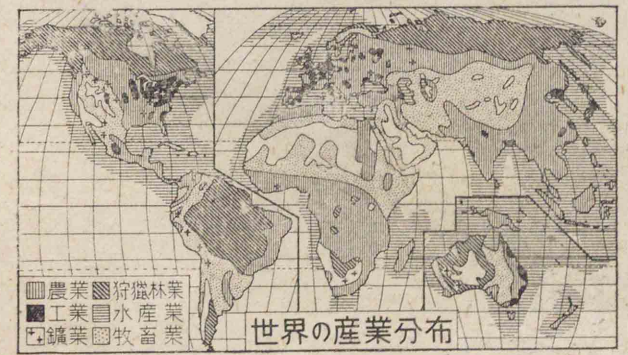 農業 狩獵林業
工業 水産業
鑛業 牧畜業
世界の産業分布